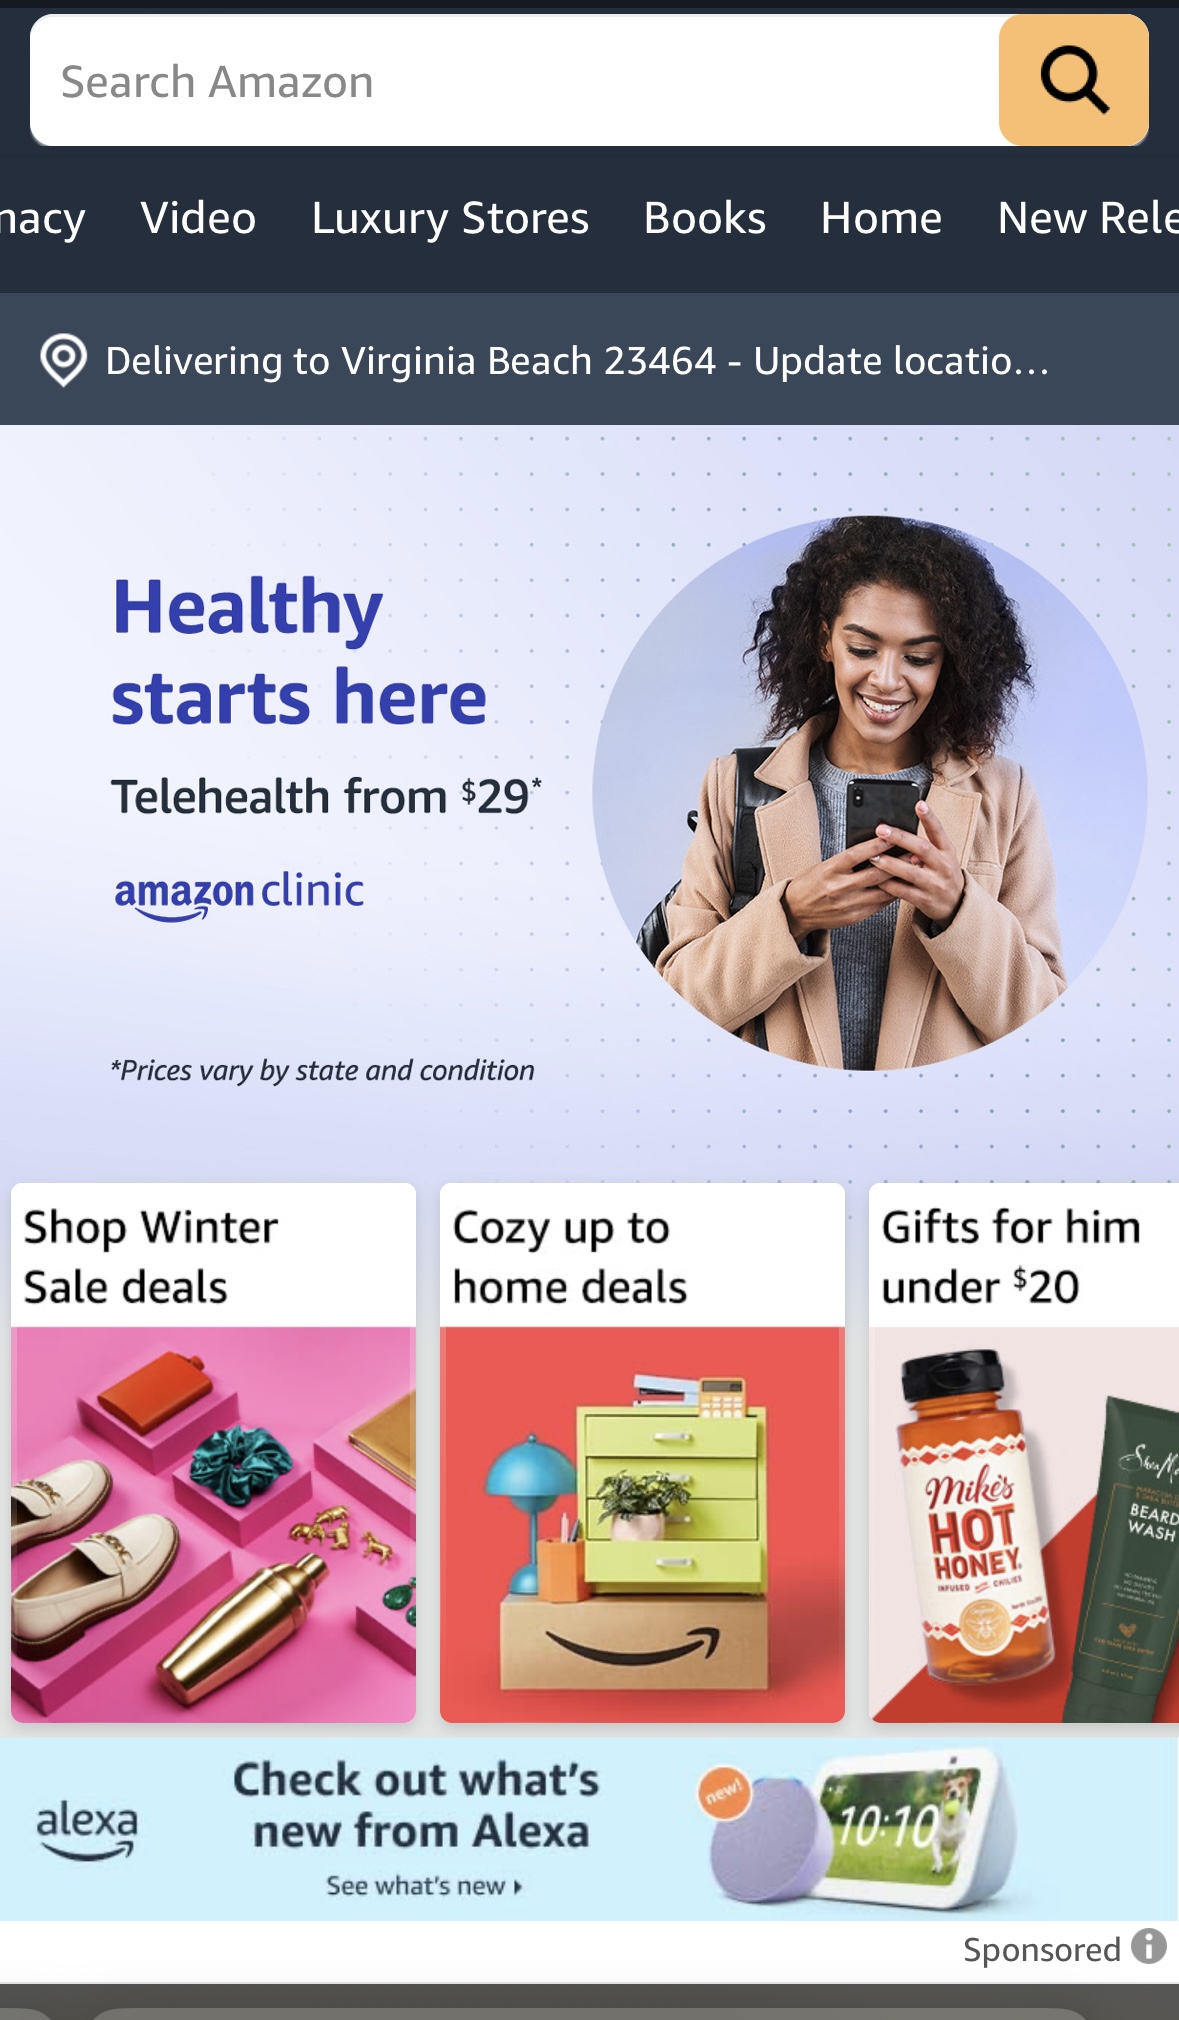 Search Amazon
macy Video Luxury Stores Books Home New Rele
Delivering to Virginia Beach 23464 - Update locatio...
Healthy
starts here
Telehealth from $29*
amazon clinic
*Prices vary by state and condition
Shop Winter
Sale deals
Cozy up to
home deals
Gifts for him
under $20
Mike's
HOT
HONEY
INFUSED WITH CHILIES
BEARD
WASH
alexa
Check out what's
new from Alexa
See what's new
new!
10:10
Sponsored